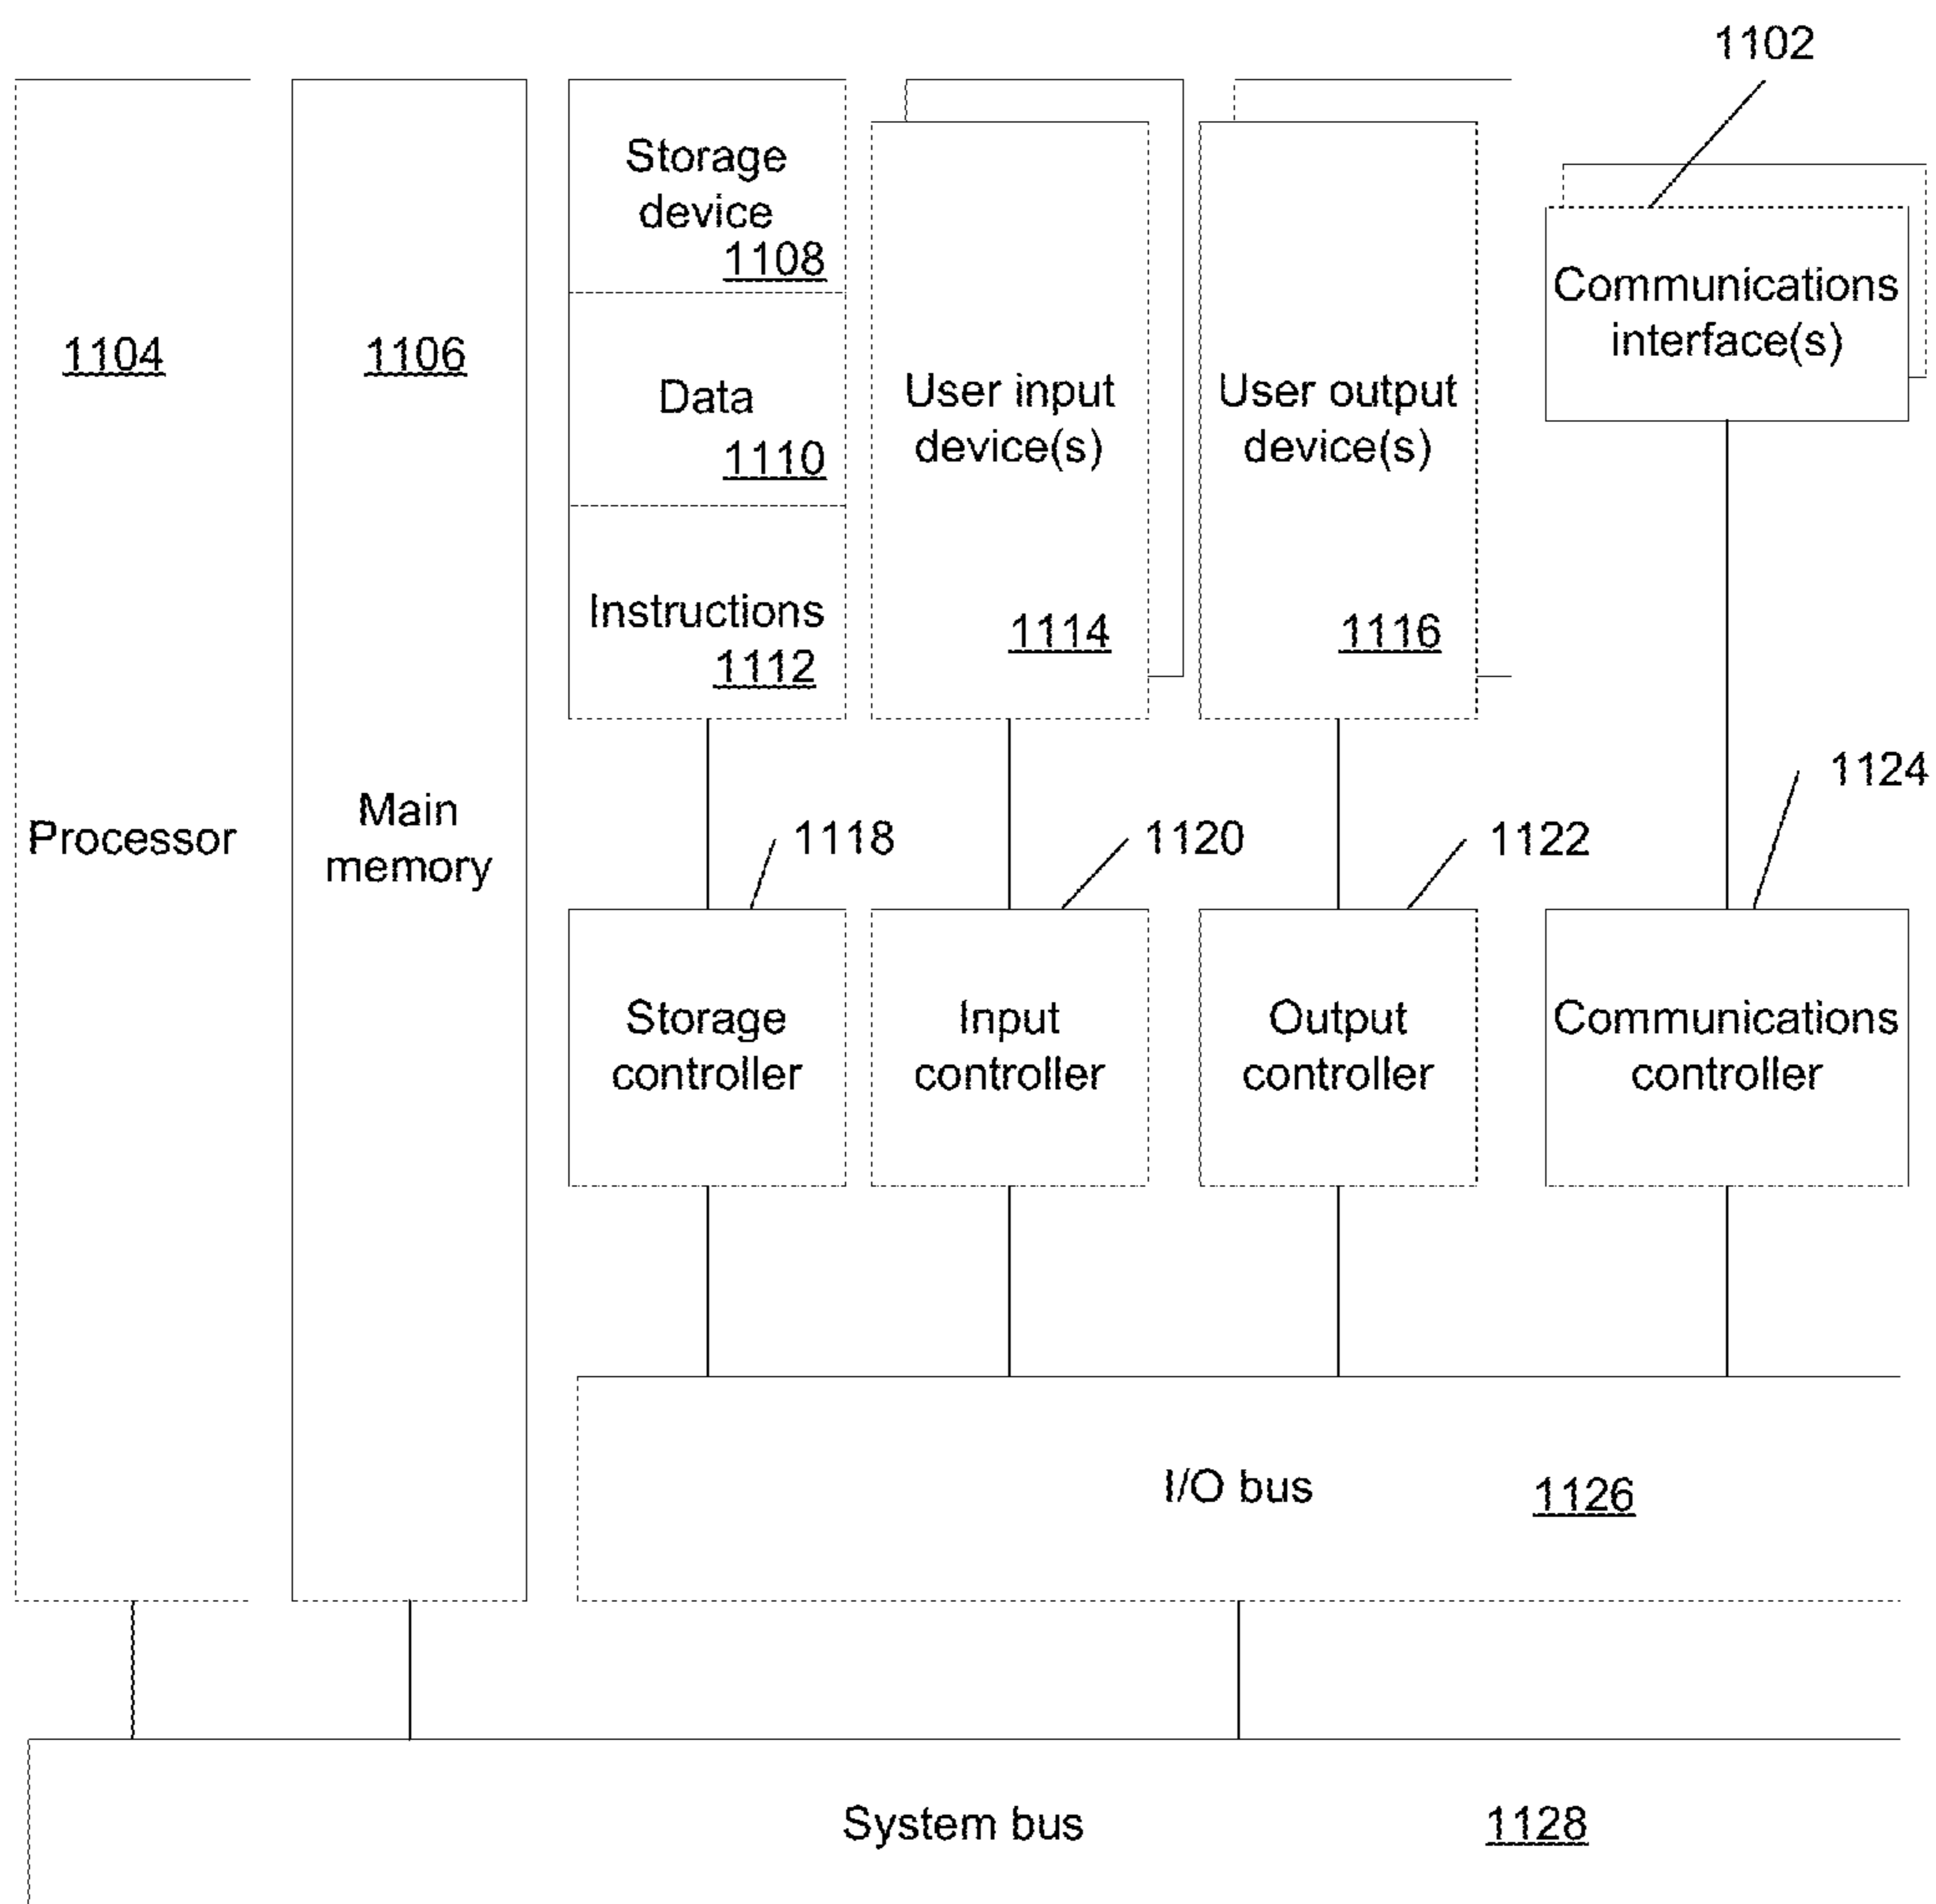 1102
Storage
device
1108
Communications
interface(s)
1104
1106
Data
1110
User input
device(s)
User output
device(s)
Instructions
1112
1114
1116
1124
Processor
Main
memory
1118
1120
1122
Storage
controller
Input
controller
Output
controller
Communications
controller
I/O bus
1126
System bus
1128